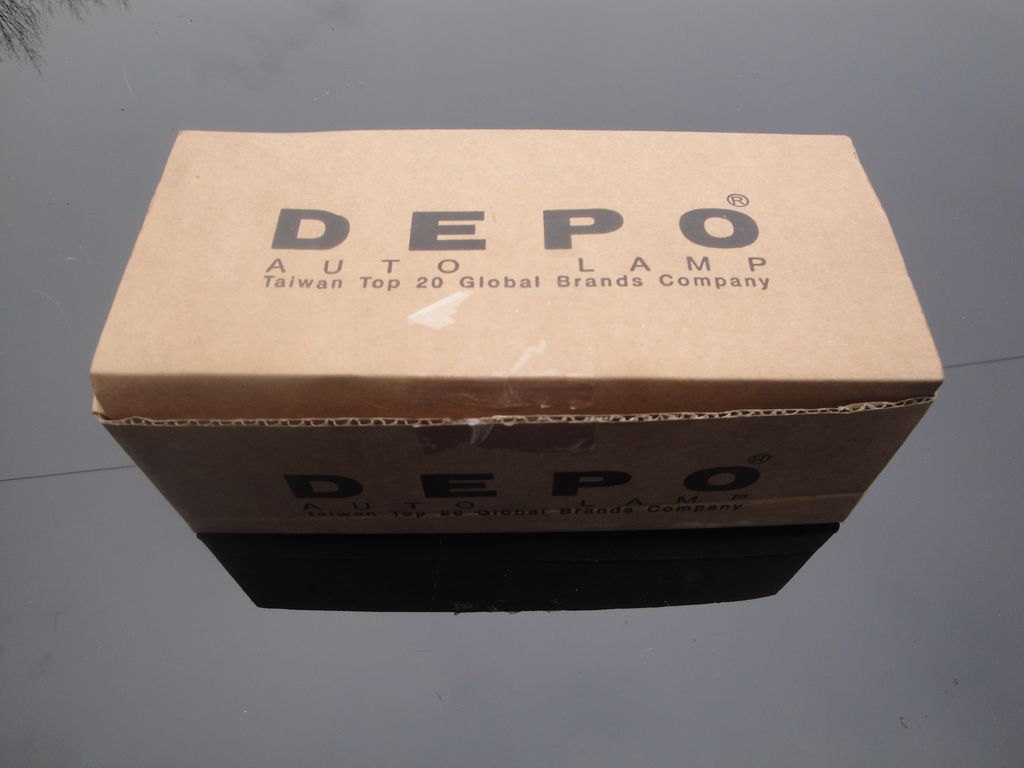 DEPO®
AUTO LAMP
Taiwan Top 20 Global Brands Company
DEPO®
AUTO LAMP
Taiwan Top 20 Global Brands Company